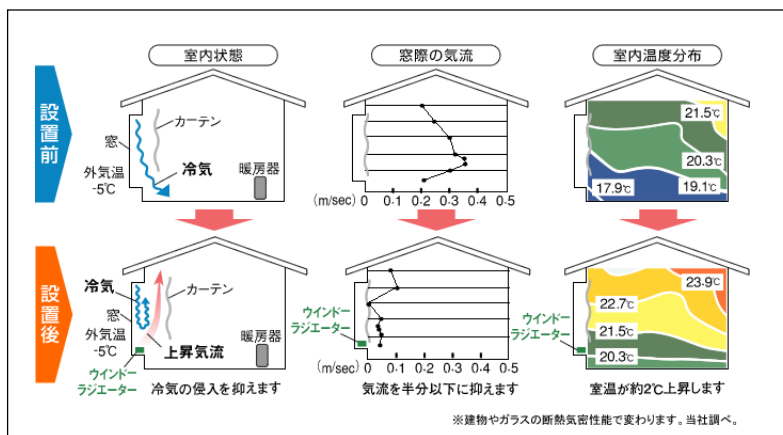 室内状態
窓際の気流
室内温度分布
設置前
カーテン
窓
外気温
-5℃
冷気
暖房器
(m/sec)
0
0·1
0·2
0·3
0·4
0·5
21.5℃
20.3℃
17.9℃
19.1℃
設置後
冷気
カーテン
窓
外気温
-5℃
上昇気流
暖房器
ウインドー
ラジエーター
冷気の侵入を抑えます
ウインドー
ラジエーター
(m/sec)
0
0·1
0·2
0·3
0·4
0·5
気流を半分以下に抑えます
23·9℃
22.7℃
21.5℃
20.3℃
ウインドー
ラジエーター
室温が約2℃上昇します
※建物やガラスの断熱気密性能で変わります。当社調べ。